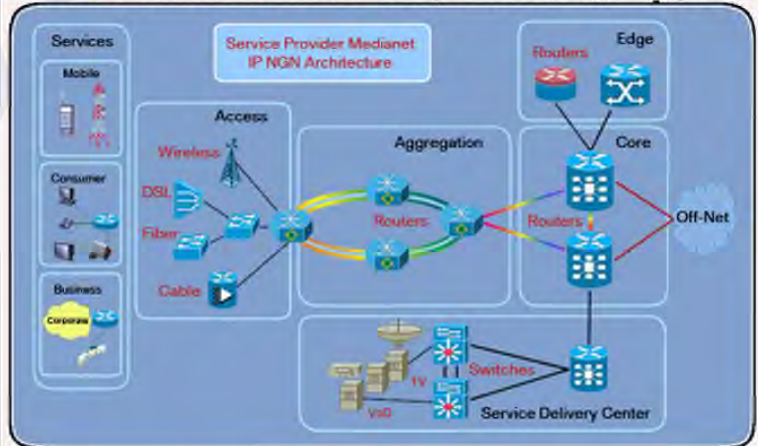 Services
Service Provider Medianet
IP NGN Architecture
Edge
Routers
Mobile
Access
Wireless
Aggregation
Core
Consumer
DSL
Routers
Routers
Off-Net
Fiber
Business
Cable
Corporate
TV
Switches
VoD
Service Delivery Center